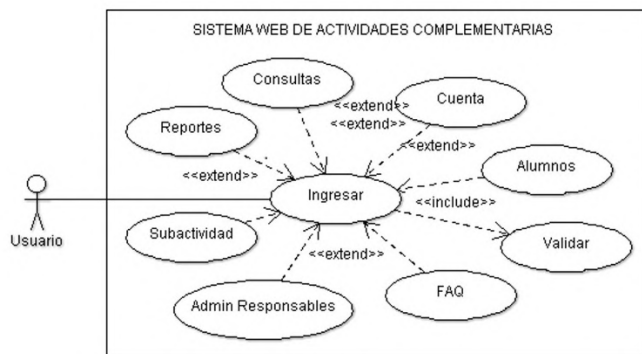 SISTEMA WEB DE ACTIVIDADES COMPLEMENTARIAS
Consultas
Cuenta
<<extend>>
<<extend>>
Reportes
<<extend>>
Alumnos
<<extend>>
Ingresar
<<include>>
Usuario
Subactividad
Validar
<<extend>>
Admin Responsables
FAQ